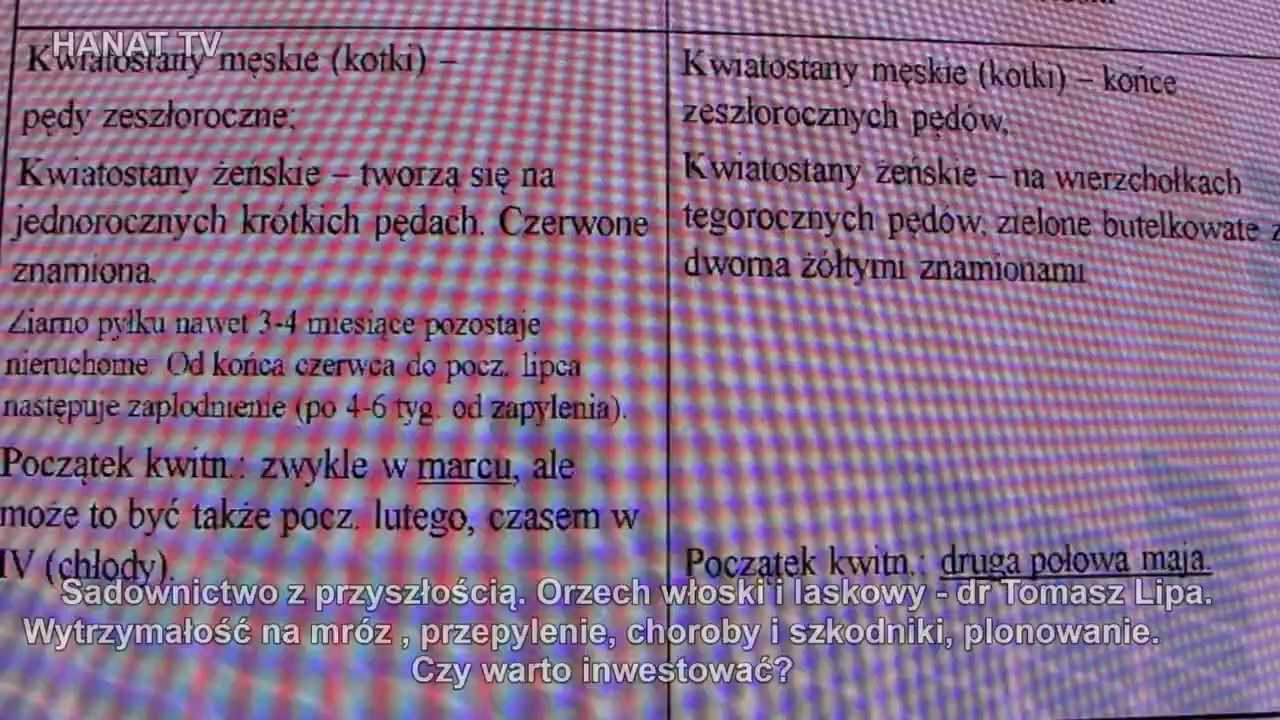 HANAT TV
Kwiatostany męskie (kotki) –
pędy zeszłoroczne;
Kwiatostany żeńskie – tworzą się na
jednorocznych krótkich pędach. Czerwone
znamiona.
Ziarno pyłku nawet 3-4 miesiące pozostaje
nieruchome. Od końca czerwca do pocz. lipca
następuje zaplodnienie (po 4-6 tyg. od zapylenia).
Początek kwitn.: zwykle w marcu, ale
może to być także pocz. lutego, czasem w
IV (chłody).
Kwiatostany męskie (kotki) – końce
zeszłorocznych pędów,
Kwiatostany żeńskie – na wierzchołkach
tegorocznych pędów, zielone butelkowate z
dwoma żółtymi znamionami
Początek kwitn.: druga połowa maja.
Sadownictwo z przyszłością. Orzech włoski i laskowy - dr Tomasz Lipa.
Wytrzymałość na mróz , przepylenie, choroby i szkodniki, plonowanie.
Czy warto inwestować?